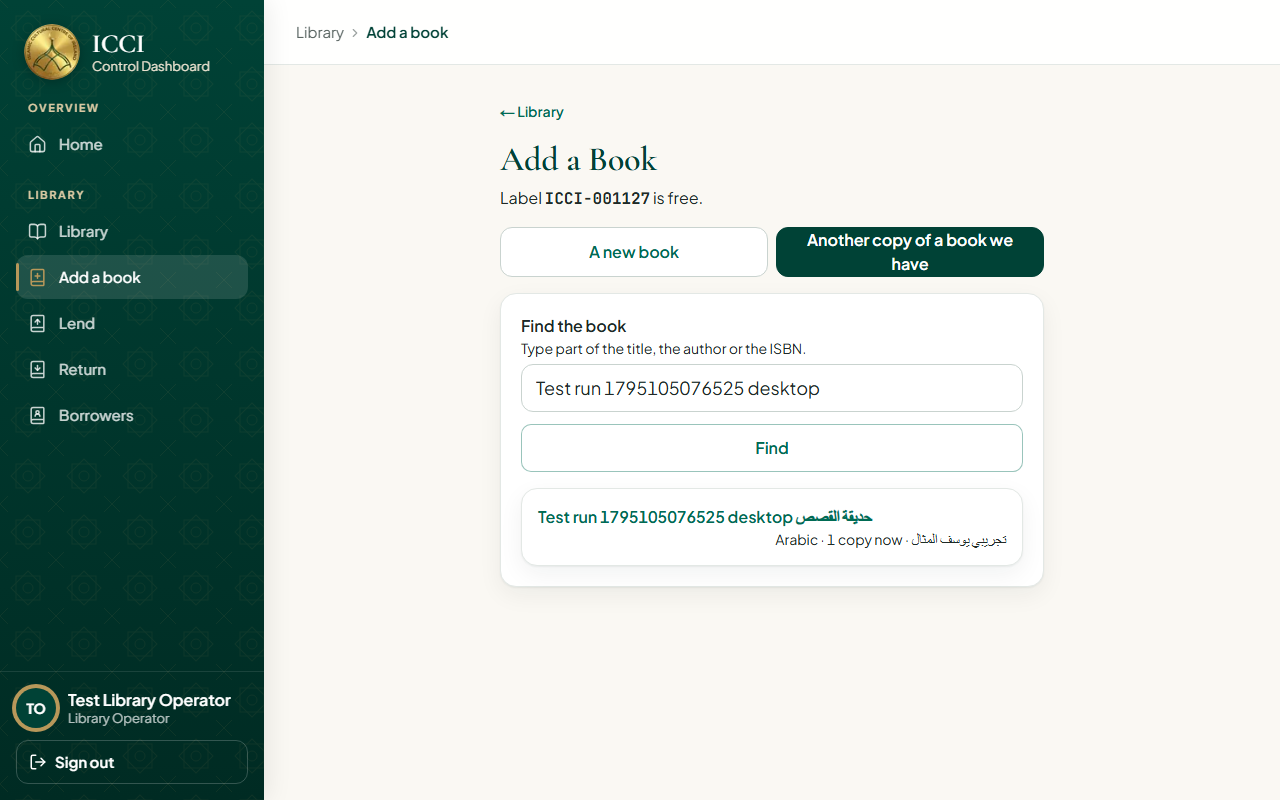 ICCI
Control Dashboard
OVERVIEW
Home
LIBRARY
Library
Add a book
Lend
Return
Borrowers
TO
Test Library Operator
Library Operator
Sign out
Library › Add a book
← Library
Add a Book
Label ICCI-001127 is free.
A new book
Another copy of a book we have
Find the book
Type part of the title, the author or the ISBN.
Test run 1795105076525 desktop
Find
Test run 1795105076525 desktop حديقة القصص
تجريبي يوسف المثال · Arabic · 1 copy now